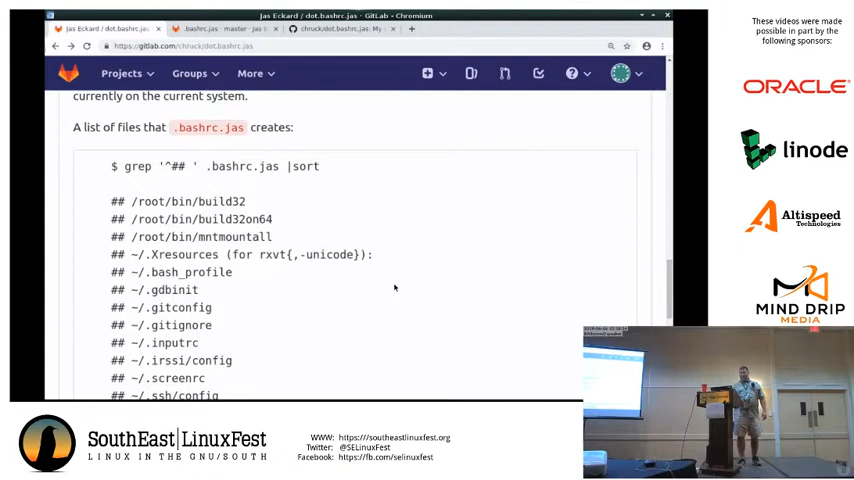 Jas Eckard / dot.bashrc.jas · GitLab - Chromium
Jas Eckard / dot.bashrc.jas
.bashrc.jas · master · jas
chruck/dot.bashrc.jas: My
https://gitlab.com/chruck/dot.bashrc.jas
Projects
Groups
More
currently on the current system.
A list of files that .bashrc.jas creates:
$ grep '^## ' .bashrc.jas |sort
## /root/bin/build32
## /root/bin/build32on64
## /root/bin/mntmountall
## ~/.Xresources (for rxvt{,-unicode}):
## ~/.bash_profile
## ~/.gdbinit
## ~/.gitconfig
## ~/.gitignore
## ~/.inputrc
## ~/.irssi/config
## ~/.screenrc
## ~/.ssh/config
These videos were made
possible in part by the
following sponsors:
ORACLE
linode
Altispeed
Technologies
MIND DRIP
MEDIA
SouthEast LinuxFest
LINUX IN THE GNU/SOUTH
WWW: https://southeastlinuxfest.org
Twitter: @SELinuxFest
Facebook: https://fb.com/selinuxfest